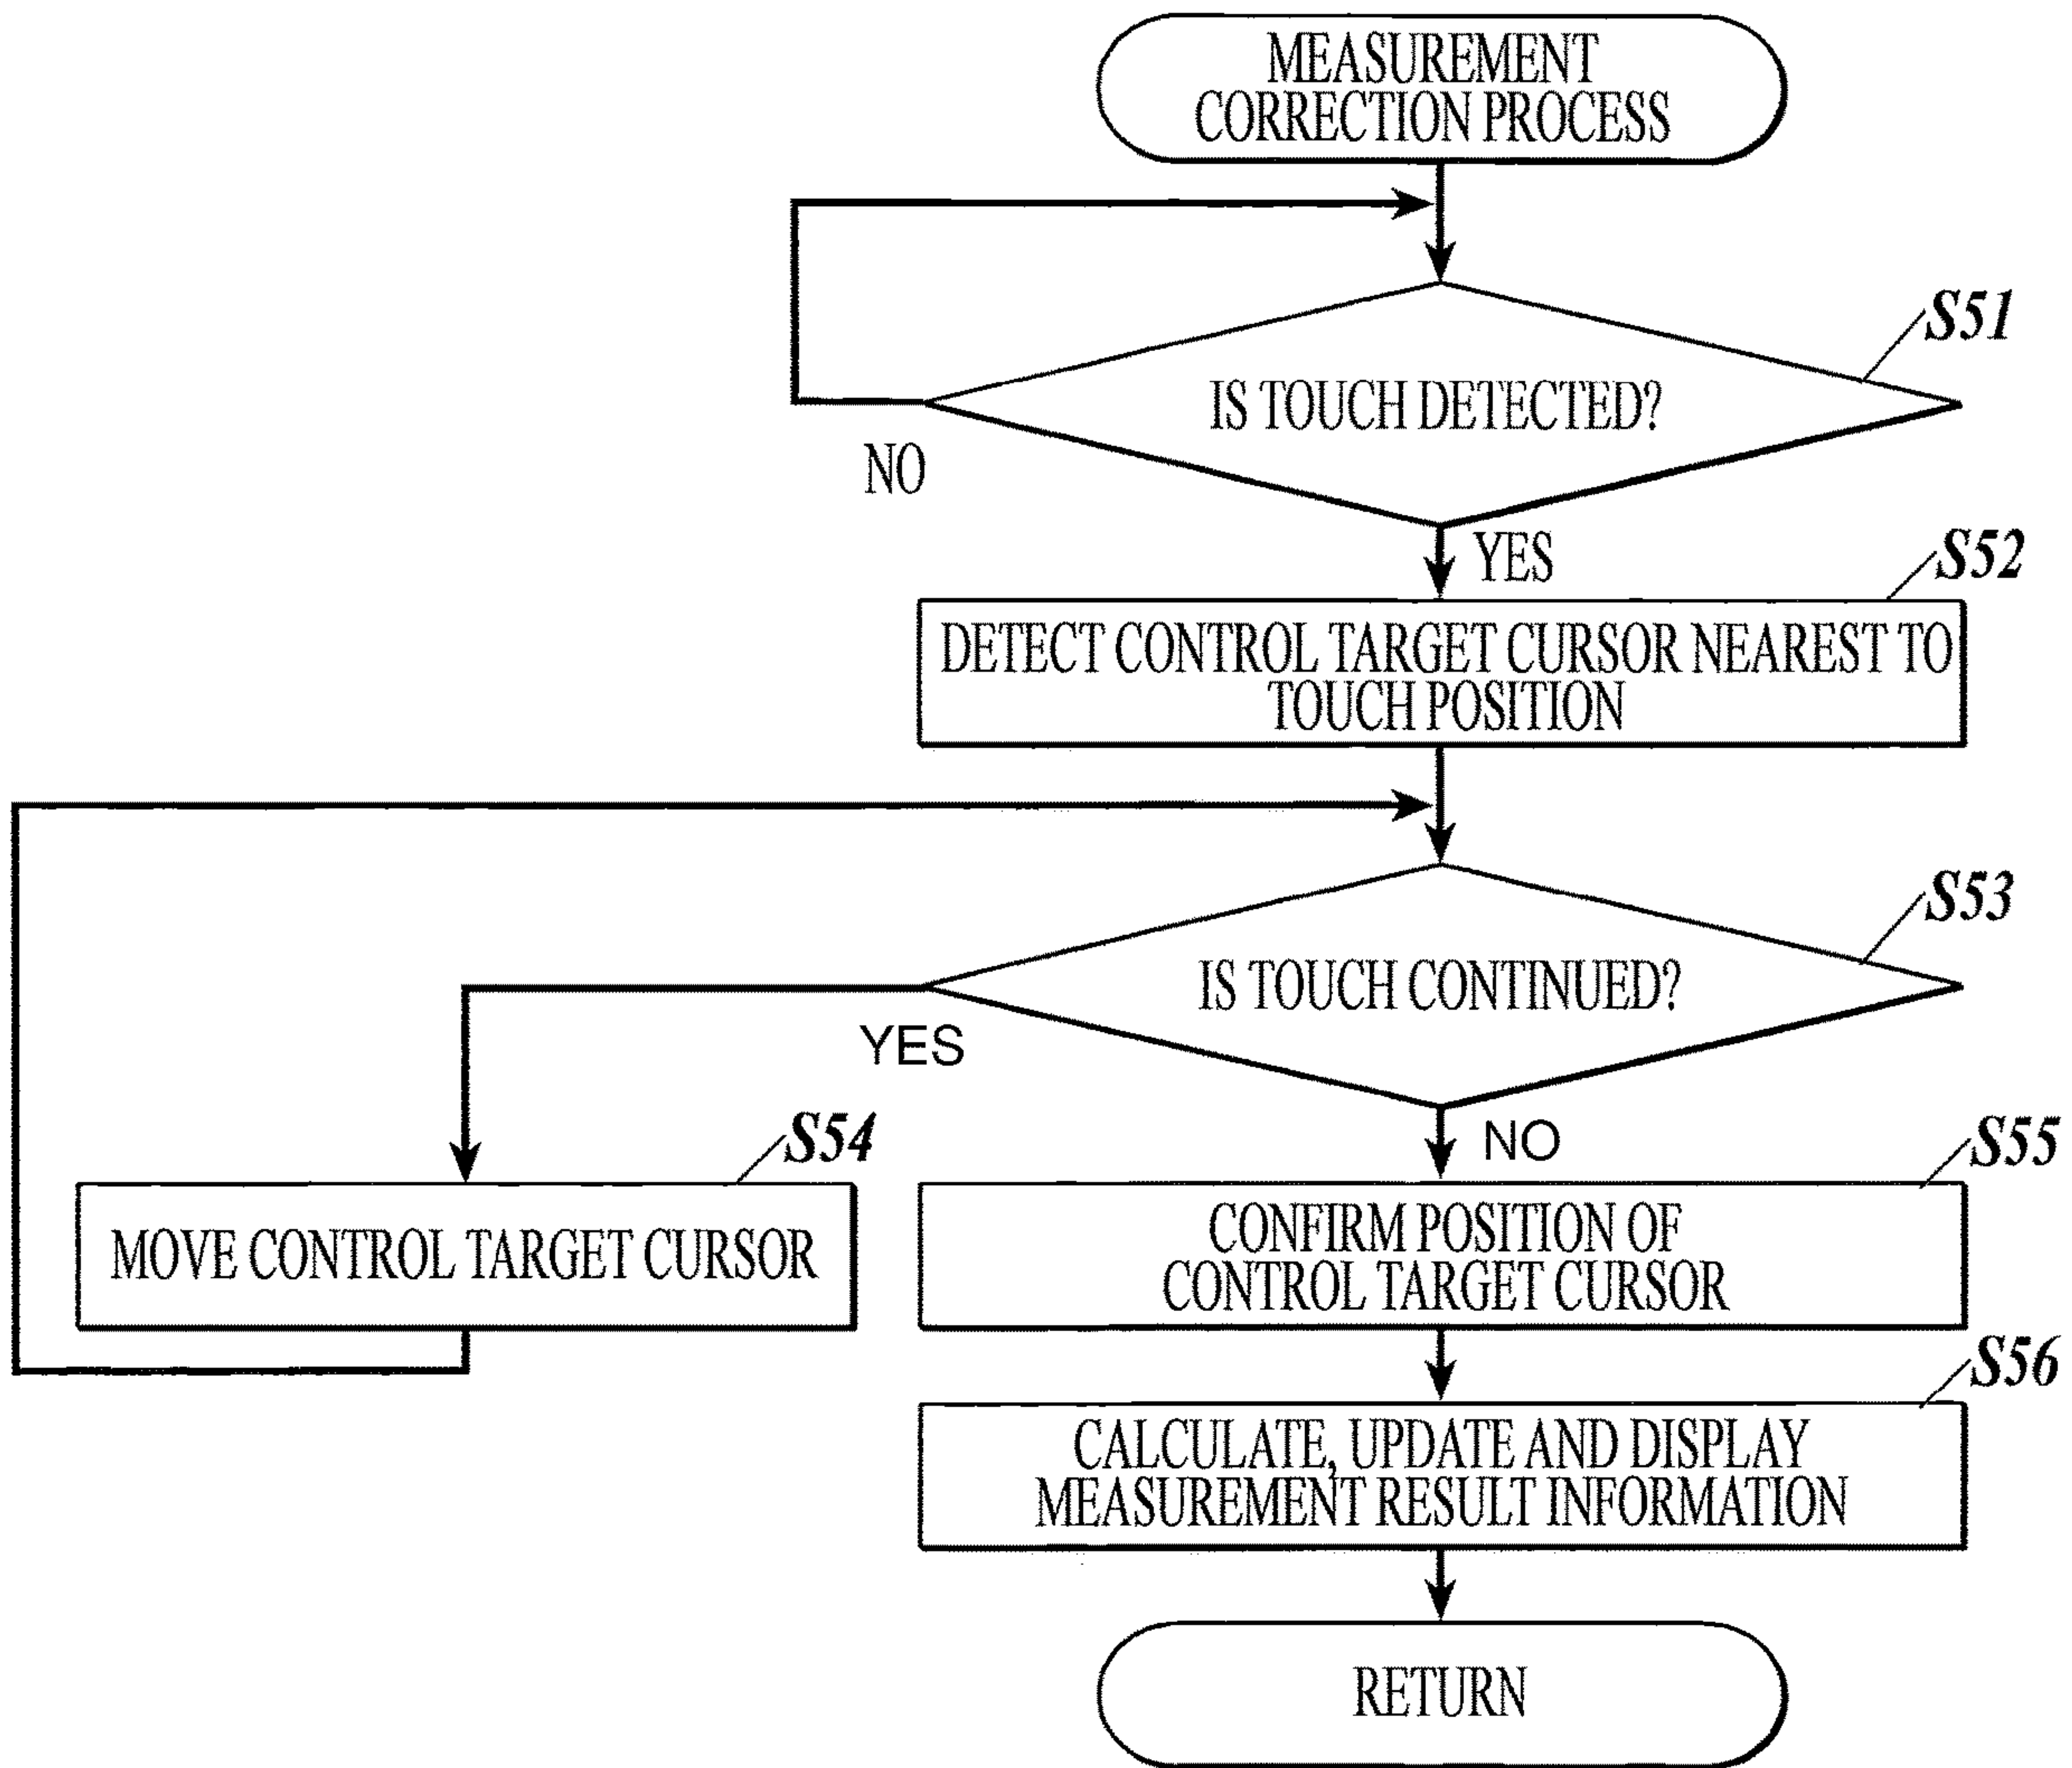 MEASUREMENT
CORRECTION PROCESS
S51
IS TOUCH DETECTED?
NO
YES
S52
DETECT CONTROL TARGET CURSOR NEAREST TO
TOUCH POSITION
S53
IS TOUCH CONTINUED?
YES
NO
S54
MOVE CONTROL TARGET CURSOR
S55
CONFIRM POSITION OF
CONTROL TARGET CURSOR
S56
CALCULATE, UPDATE AND DISPLAY
MEASUREMENT RESULT INFORMATION
RETURN